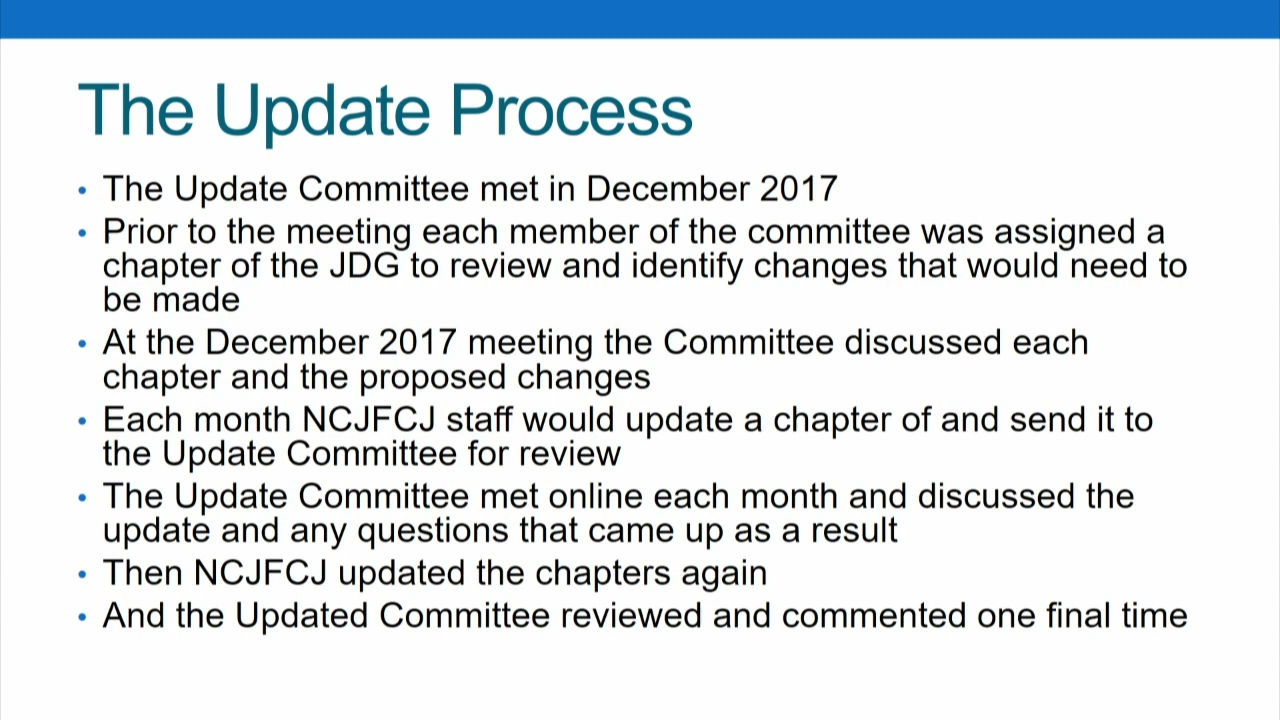 The Update Process
• The Update Committee met in December 2017
• Prior to the meeting each member of the committee was assigned a
chapter of the JDG to review and identify changes that would need to
be made
• At the December 2017 meeting the Committee discussed each
chapter and the proposed changes
• Each month NCJFCJ staff would update a chapter of and send it to
the Update Committee for review
• The Update Committee met online each month and discussed the
update and any questions that came up as a result
• Then NCJFCJ updated the chapters again
• And the Updated Committee reviewed and commented one final time